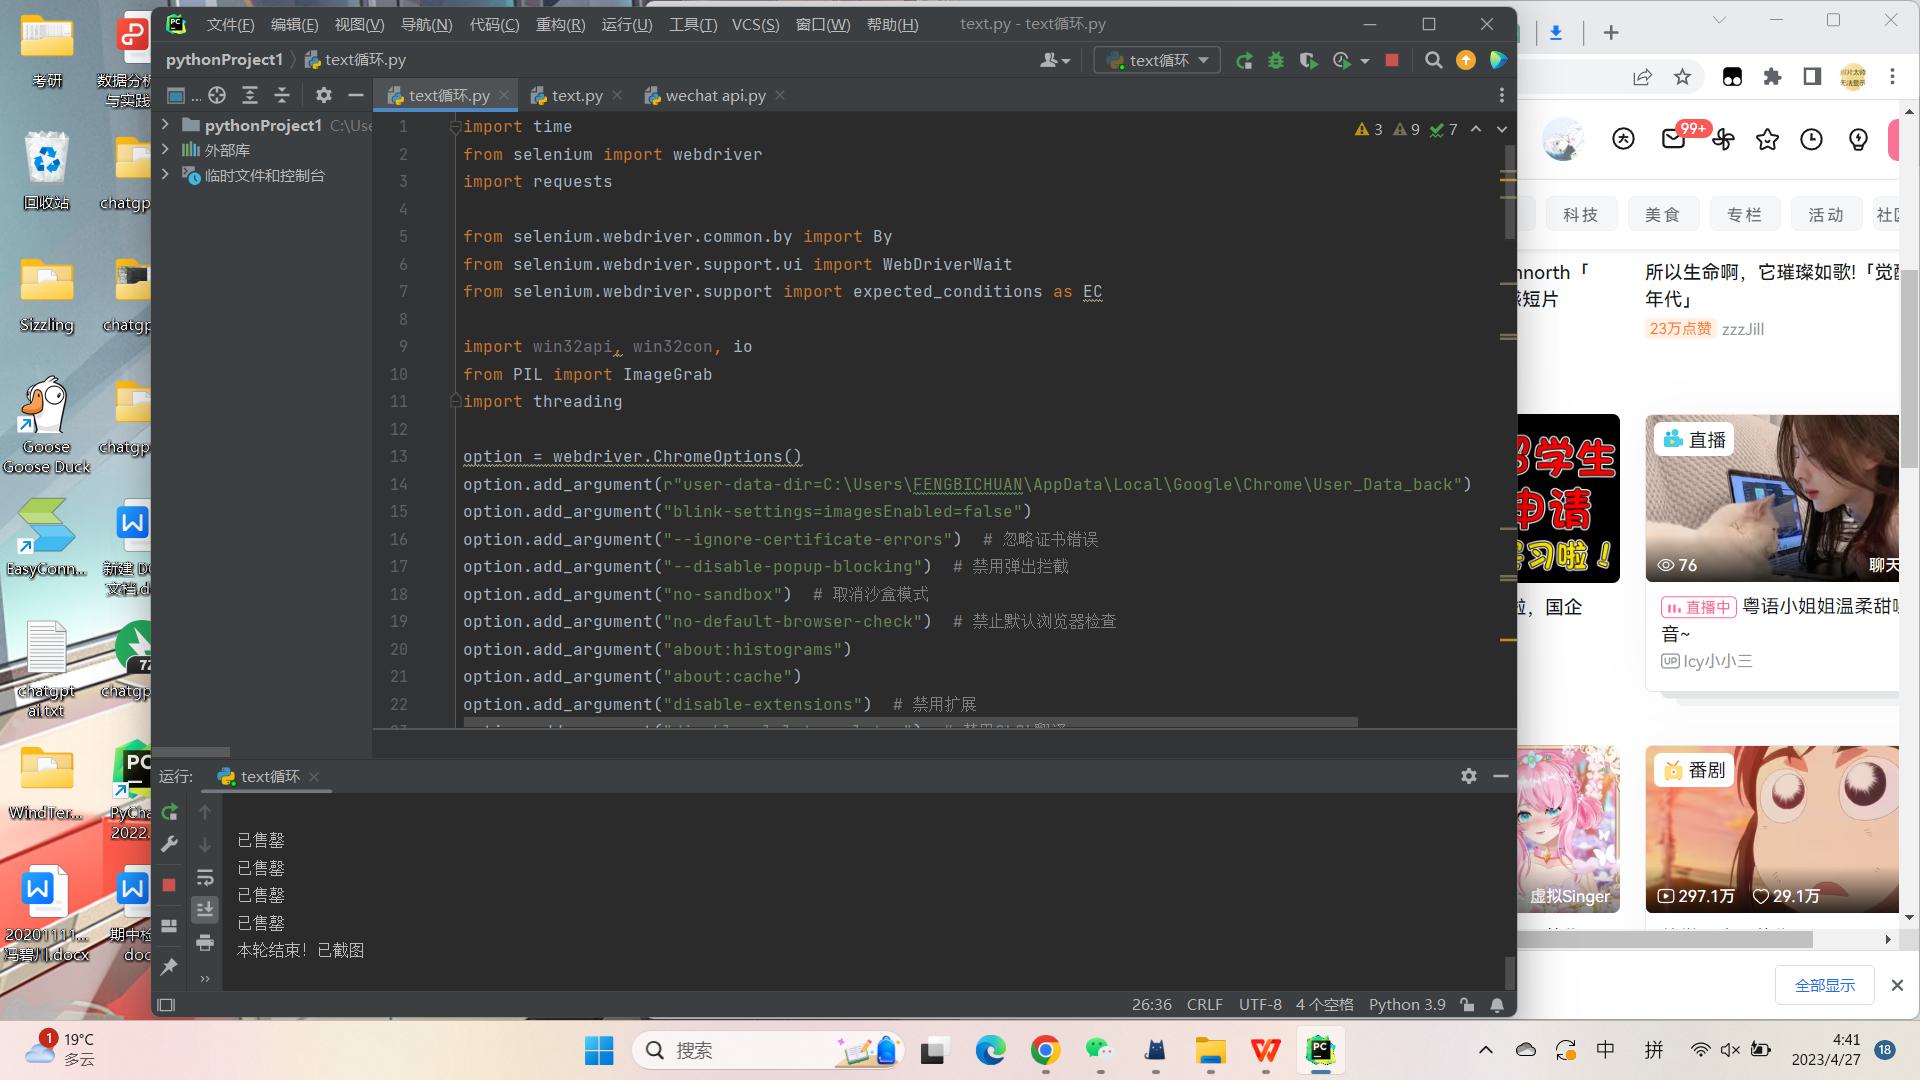 考研
数据分析
与实践
回收站
chatgp
Sizzling
chatgp
Goose
Goose Duck
chatgp
EasyConn...
新建 DO
文档.d
chatgpt
ai.txt
72
chatgp
WindTer...
PyCha
2022.
20201111...
冯碧川.docx
期中检
doc
文件(F) 编辑(E) 视图(V) 导航(N) 代码(C) 重构(R) 运行(U) 工具(T) VCS(S) 窗口(W) 帮助(H) text.py - text循环.py
pythonProject1 text循环.py
text循环
... text循环.py text.py wechat api.py
pythonProject1 C:\Use
外部库
临时文件和控制台
3 9 7
1 import time
2 from selenium import webdriver
3 import requests
4
5 from selenium.webdriver.common.by import By
6 from selenium.webdriver.support.ui import WebDriverWait
7 from selenium.webdriver.support import expected_conditions as EC
8
9 import win32api, win32con, io
10 from PIL import ImageGrab
11 import threading
12
13 option = webdriver.ChromeOptions()
14 option.add_argument(r"user-data-dir=C:\Users\FENGBICHUAN\AppData\Local\Google\Chrome\User_Data_back")
15 option.add_argument("blink-settings=imagesEnabled=false")
16 option.add_argument("--ignore-certificate-errors") # 忽略证书错误
17 option.add_argument("--disable-popup-blocking") # 禁用弹出拦截
18 option.add_argument("no-sandbox") # 取消沙盒模式
19 option.add_argument("no-default-browser-check") # 禁止默认浏览器检查
20 option.add_argument("about:histograms")
21 option.add_argument("about:cache")
22 option.add_argument("disable-extensions") # 禁用扩展
运行: text循环
已售罄
已售罄
已售罄
已售罄
本轮结束！已截图
26:36 CRLF UTF-8 4 个空格 Python 3.9
99+
科技 美食 专栏 活动 社区
nnorth「
感短片
所以生命啊，它璀璨如歌!「觉醒
年代」
23万点赞 zzzJill
留学生
申请
学习啦！
啦，国企
直播
76 聊天
直播中 粤语小姐姐温柔甜
音~
UP Icy小小三
虚拟Singer
番剧
297.1万 29.1万
全部显示
1 19°C
多云
搜索
中 拼
4:41
2023/4/27
18